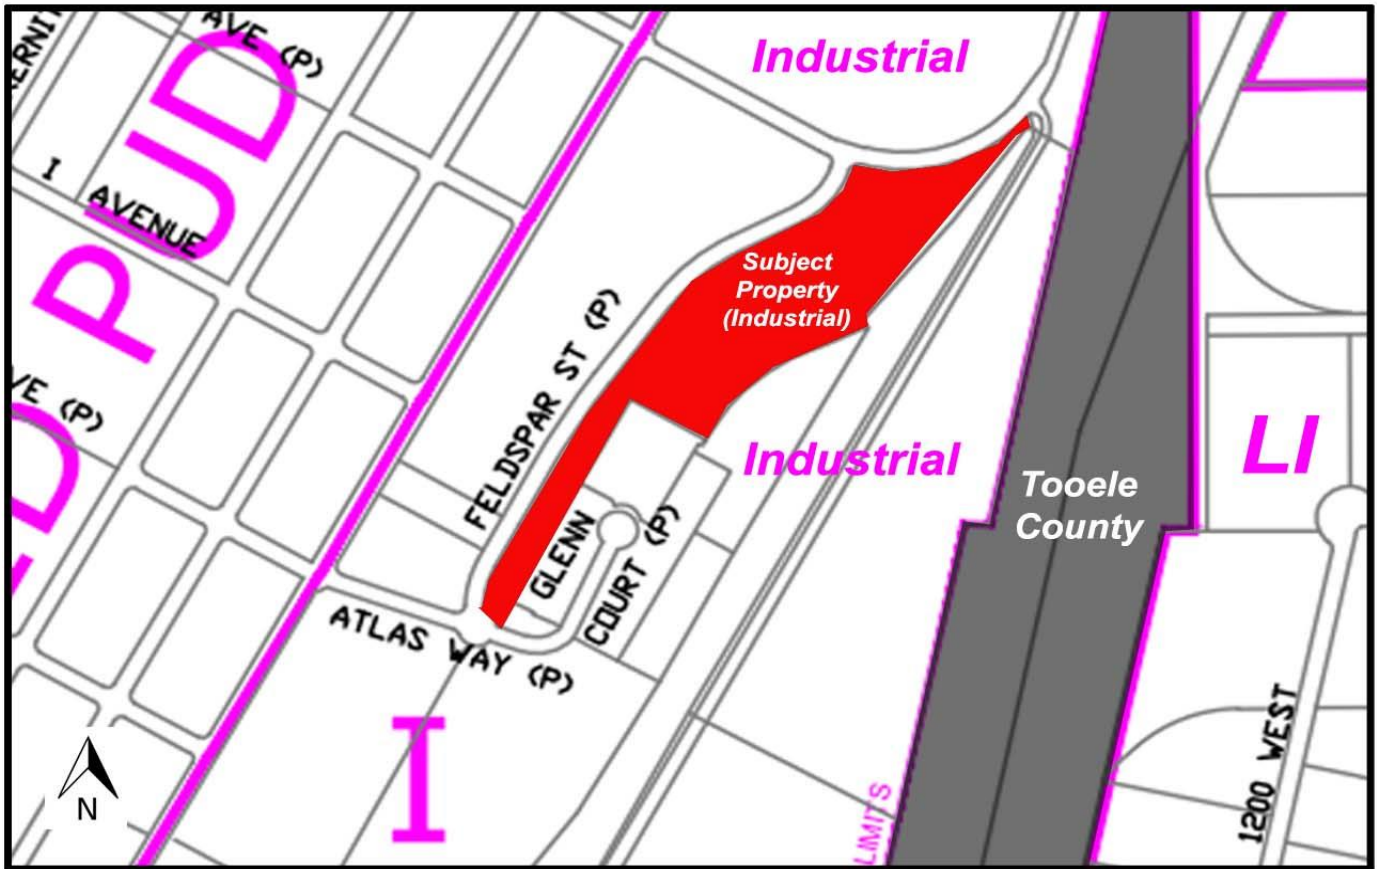 AVE (P)
Industrial
PUD
I AVENUE
Subject
Property
(Industrial)
FELDSPAR ST (P)
(P)
Industrial
LI
Tooele
County
GLENN
COURT (P)
ATLAS WAY (P)
I
N
LIMITS
1200 WEST